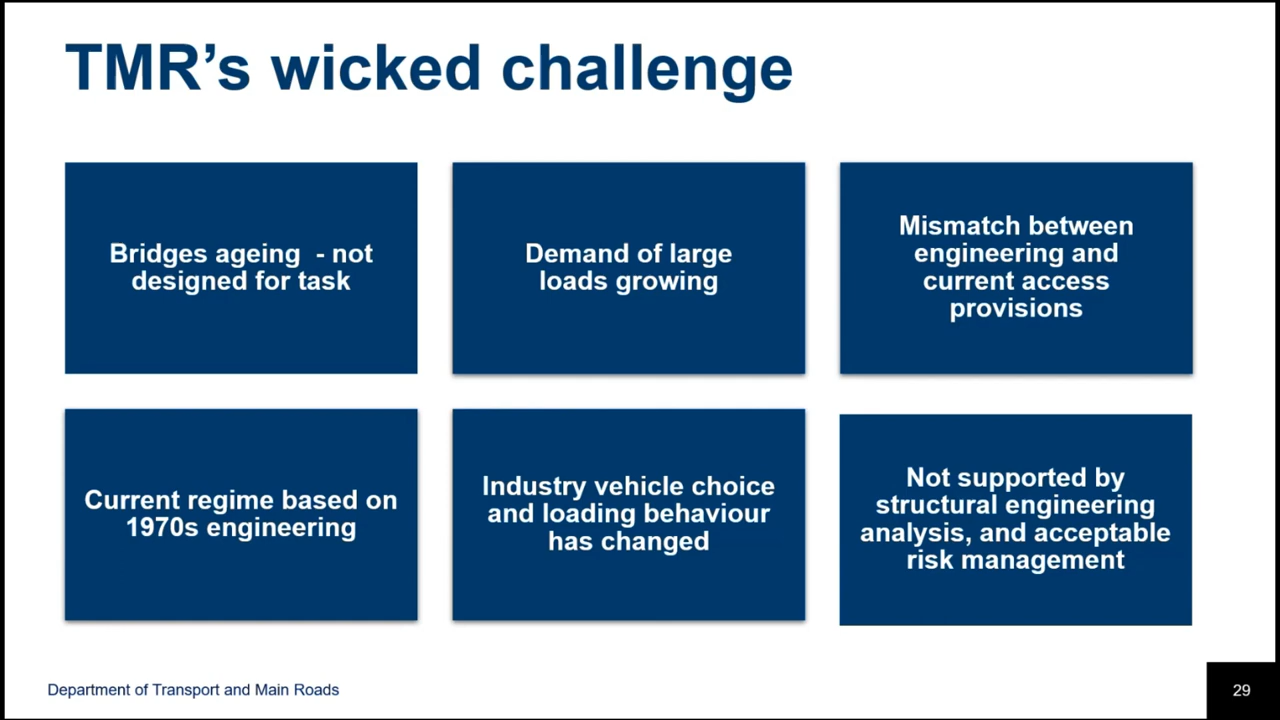 TMR’s wicked challenge
Bridges ageing  - not
designed for task
Demand of large
loads growing
Mismatch between
engineering and
current access
provisions
Current regime based on
1970s engineering
Industry vehicle choice
and loading behaviour
has changed
Not supported by
structural engineering
analysis, and acceptable
risk management
Department of Transport and Main Roads
29